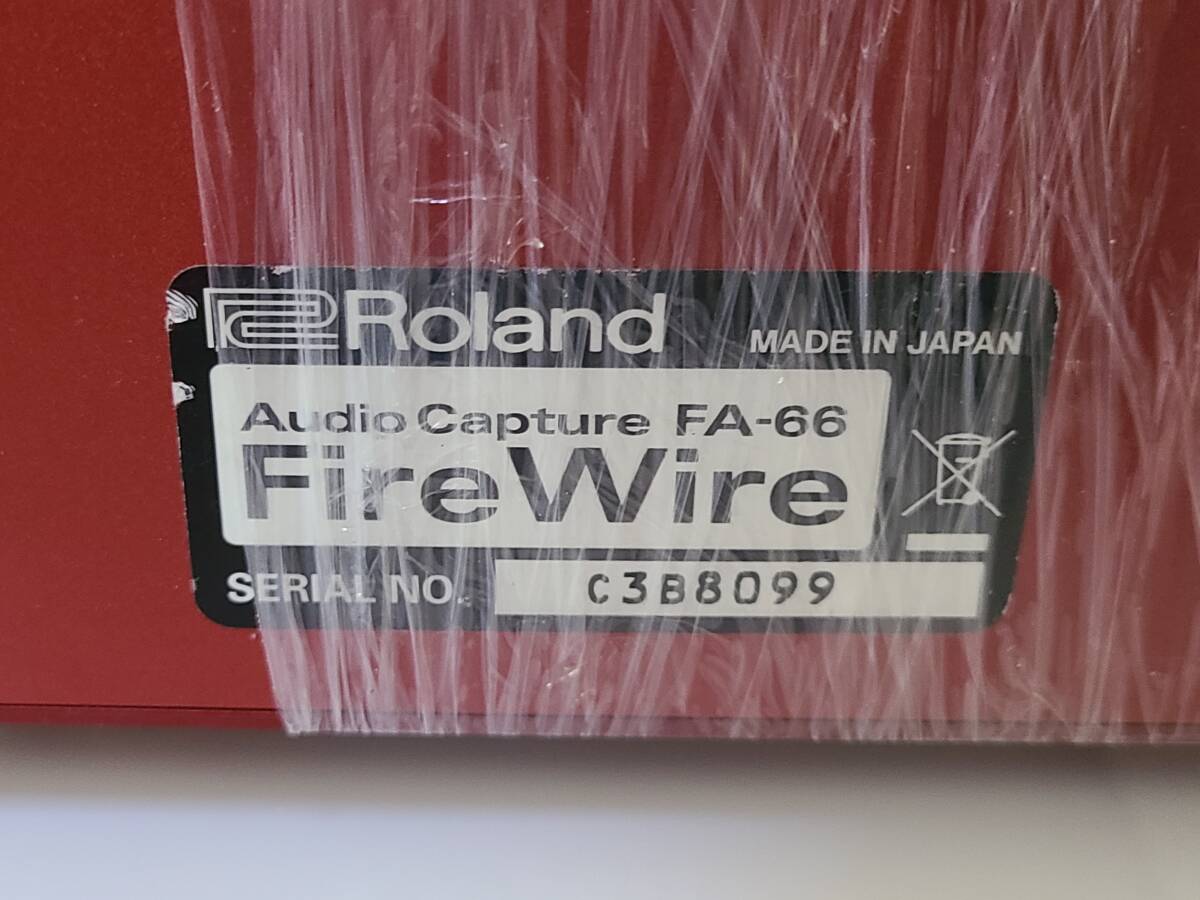 Roland
MADE IN JAPAN
Audio Capture FA-66
FireWire
SERIAL NO. C3B8099